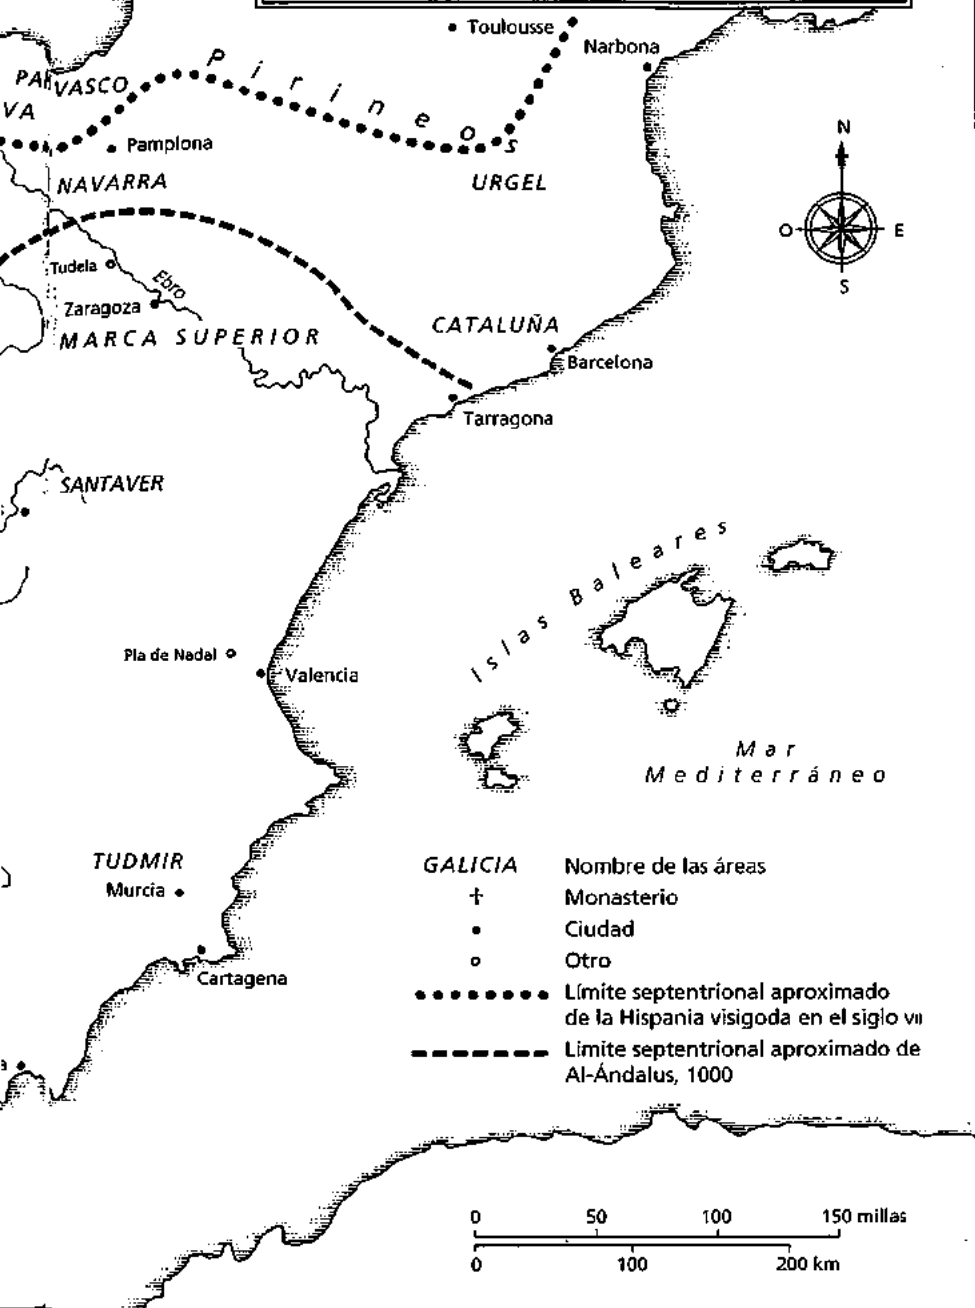 Toulousse
Narbona
Pirineos
VASCO
VA
Pamplona
NAVARRA
URGEL
N
O
E
S
Tudela
Ebro
Zaragoza
MARCA SUPERIOR
CATALUÑA
Barcelona
Tarragona
SANTAVER
Islas Baleares
Pla de Nadal
Valencia
Mar
Mediterráneo
TUDMIR
Murcia
Cartagena
GALICIA Nombre de las áreas
Monasterio
Ciudad
Otro
Límite septentrional aproximado
de la Hispania visigoda en el siglo VII
Límite septentrional aproximado de
Al-Ándalus, 1000
0 50 100 150 millas
0 100 200 km